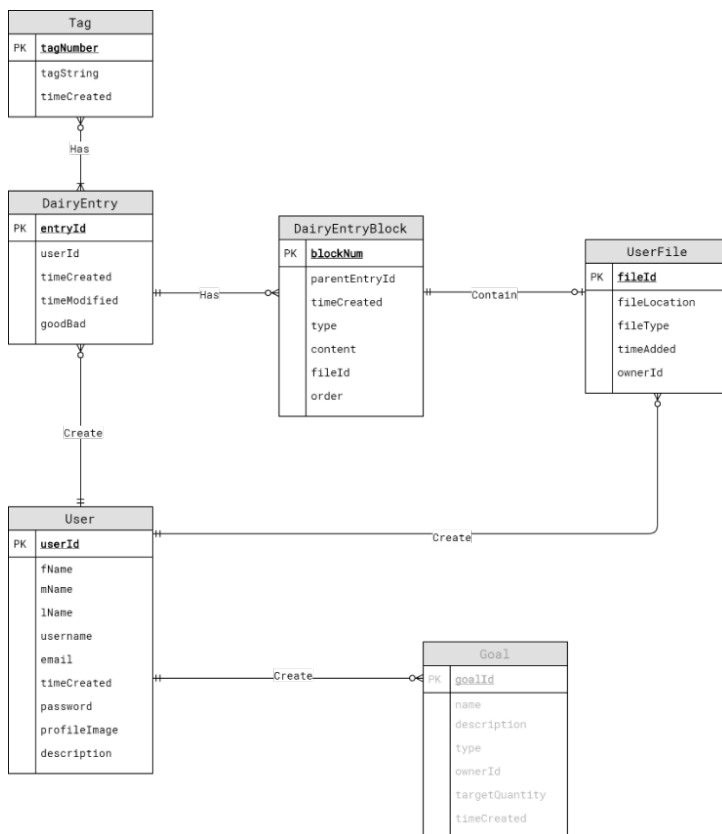 Tag
PK tagNumber
tagString
timeCreated
Has
DairyEntry
PK entryId
userId
timeCreated
timeModified
goodBad
Has
DairyEntryBlock
PK blockNum
parentEntryId
timeCreated
type
content
fileId
order
Contain
UserFile
PK fileId
fileLocation
fileType
timeAdded
ownerId
Create
User
PK userId
fName
mName
lName
username
email
timeCreated
password
profileImage
description
Create
Create
Goal
PK goalId
name
description
type
ownerId
targetQuantity
timeCreated